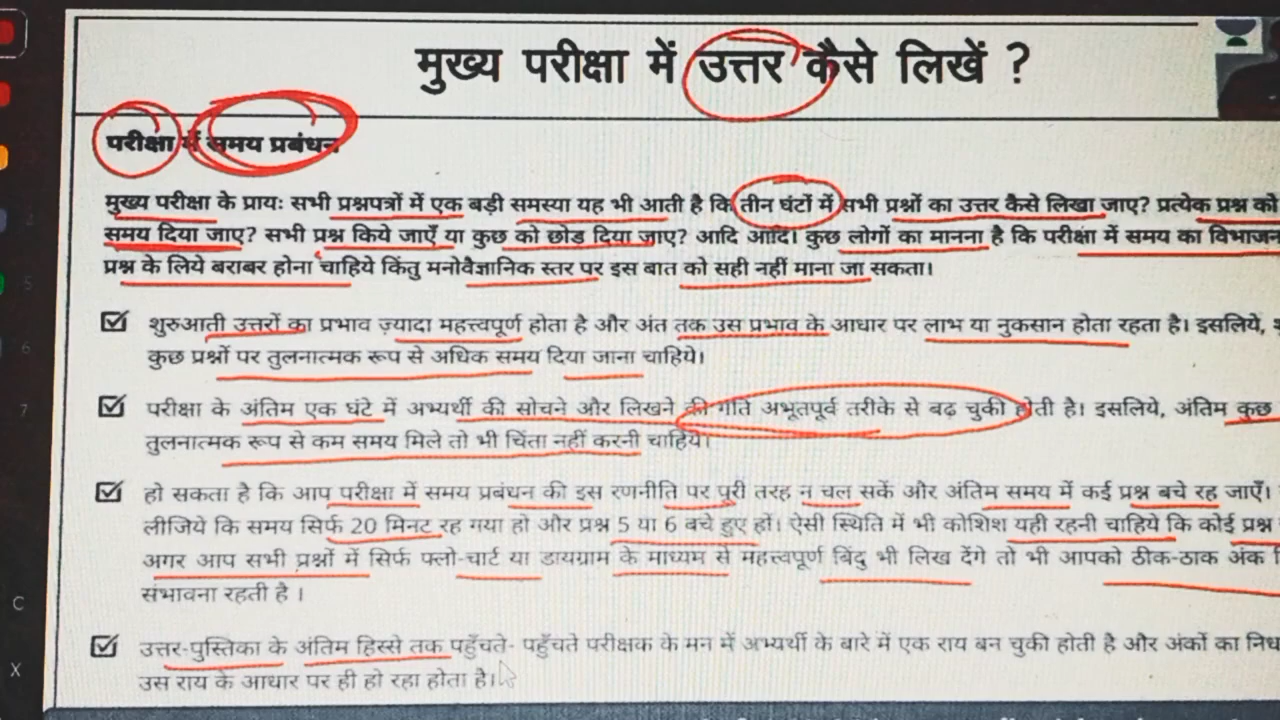 मुख्य परीक्षा में उत्तर कैसे लिखें ?
परीक्षा में समय प्रबंधन
मुख्य परीक्षा के प्रायः सभी प्रश्नपत्रों में एक बड़ी समस्या यह भी आती है कि तीन घंटों में सभी प्रश्नों का उत्तर कैसे लिखा जाए? प्रत्येक प्रश्न को
समय दिया जाए? सभी प्रश्न किये जाएँ या कुछ को छोड़ दिया जाए? आदि आदि। कुछ लोगों का मानना है कि परीक्षा में समय का विभाजन
प्रश्न के लिये बराबर होना चाहिये किंतु मनोवैज्ञानिक स्तर पर इस बात को सही नहीं माना जा सकता।
शुरुआती उत्तरों का प्रभाव ज़्यादा महत्त्वपूर्ण होता है और अंत तक उस प्रभाव के आधार पर लाभ या नुकसान होता रहता है। इसलिये,
कुछ प्रश्नों पर तुलनात्मक रूप से अधिक समय दिया जाना चाहिये।
7
परीक्षा के अंतिम एक घंटे में अभ्यर्थी की सोचने और लिखने की गति अभूतपूर्व तरीके से बढ़ चुकी होती है। इसलिये, अंतिम कुछ
तुलनात्मक रूप से कम समय मिले तो भी चिंता नहीं करनी चाहिये।
हो सकता है कि आप परीक्षा में समय प्रबंधन की इस रणनीति पर पूरी तरह न चल सकें और अंतिम समय में कई प्रश्न बचे रह जाएँ।
लीजिये कि समय सिर्फ 20 मिनट रह गया हो और प्रश्न 5 या 6 बचे हुए हों। ऐसी स्थिति में भी कोशिश यही रहनी चाहिये कि कोई प्रश्न
अगर आप सभी प्रश्नों में सिर्फ फ्लो-चार्ट या डायग्राम के माध्यम से महत्त्वपूर्ण बिंदु भी लिख देंगे तो भी आपको ठीक-ठाक अंक
संभावना रहती है ।
C
उत्तर-पुस्तिका के अंतिम हिस्से तक पहुँचते- पहुँचते परीक्षक के मन में अभ्यर्थी के बारे में एक राय बन चुकी होती है और अंकों का
X
उस राय के आधार पर ही हो रहा होता है।